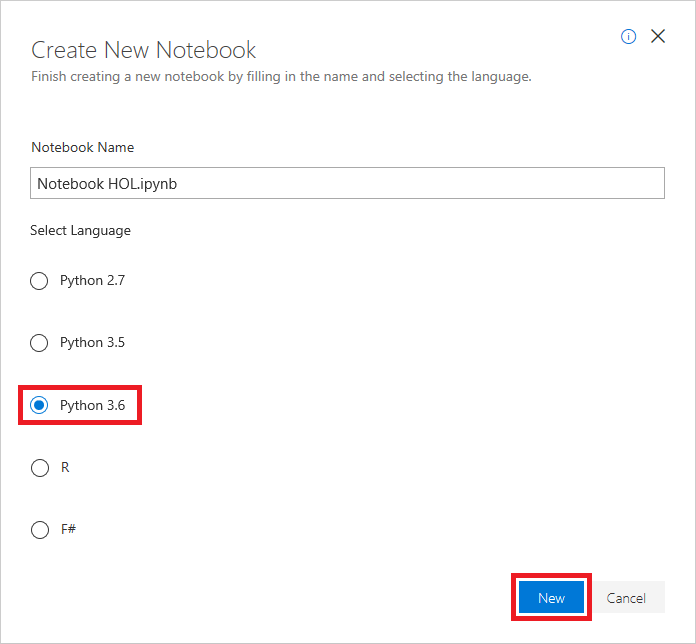 Create New Notebook
Finish creating a new notebook by filling in the name and selecting the language.
Notebook Name
Notebook HOL.ipynb
Select Language
Python 2.7
Python 3.5
Python 3.6
R
F#
New Cancel